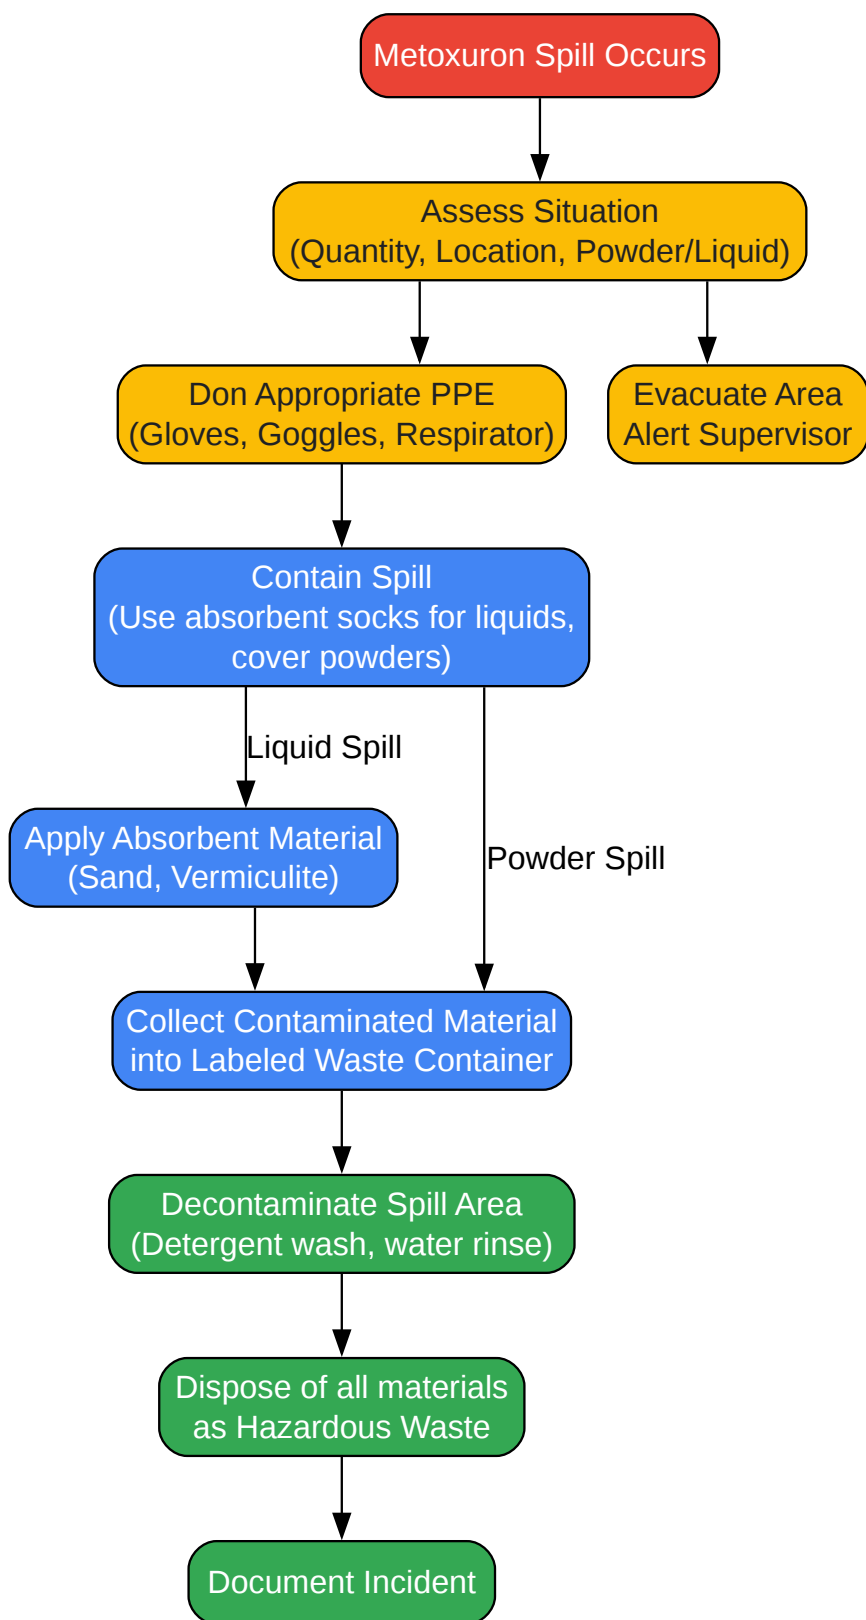 Metoxuron Spill Occurs
Assess Situation
(Quantity, Location, Powder/Liquid)
Don Appropriate PPE
(Gloves, Goggles, Respirator)
Evacuate Area
Alert Supervisor
Contain Spill
(Use absorbent socks for liquids,
cover powders)
Liquid Spill
Apply Absorbent Material
(Sand, Vermiculite)
Powder Spill
Collect Contaminated Material
into Labeled Waste Container
Decontaminate Spill Area
(Detergent wash, water rinse)
Dispose of all materials
as Hazardous Waste
Document Incident